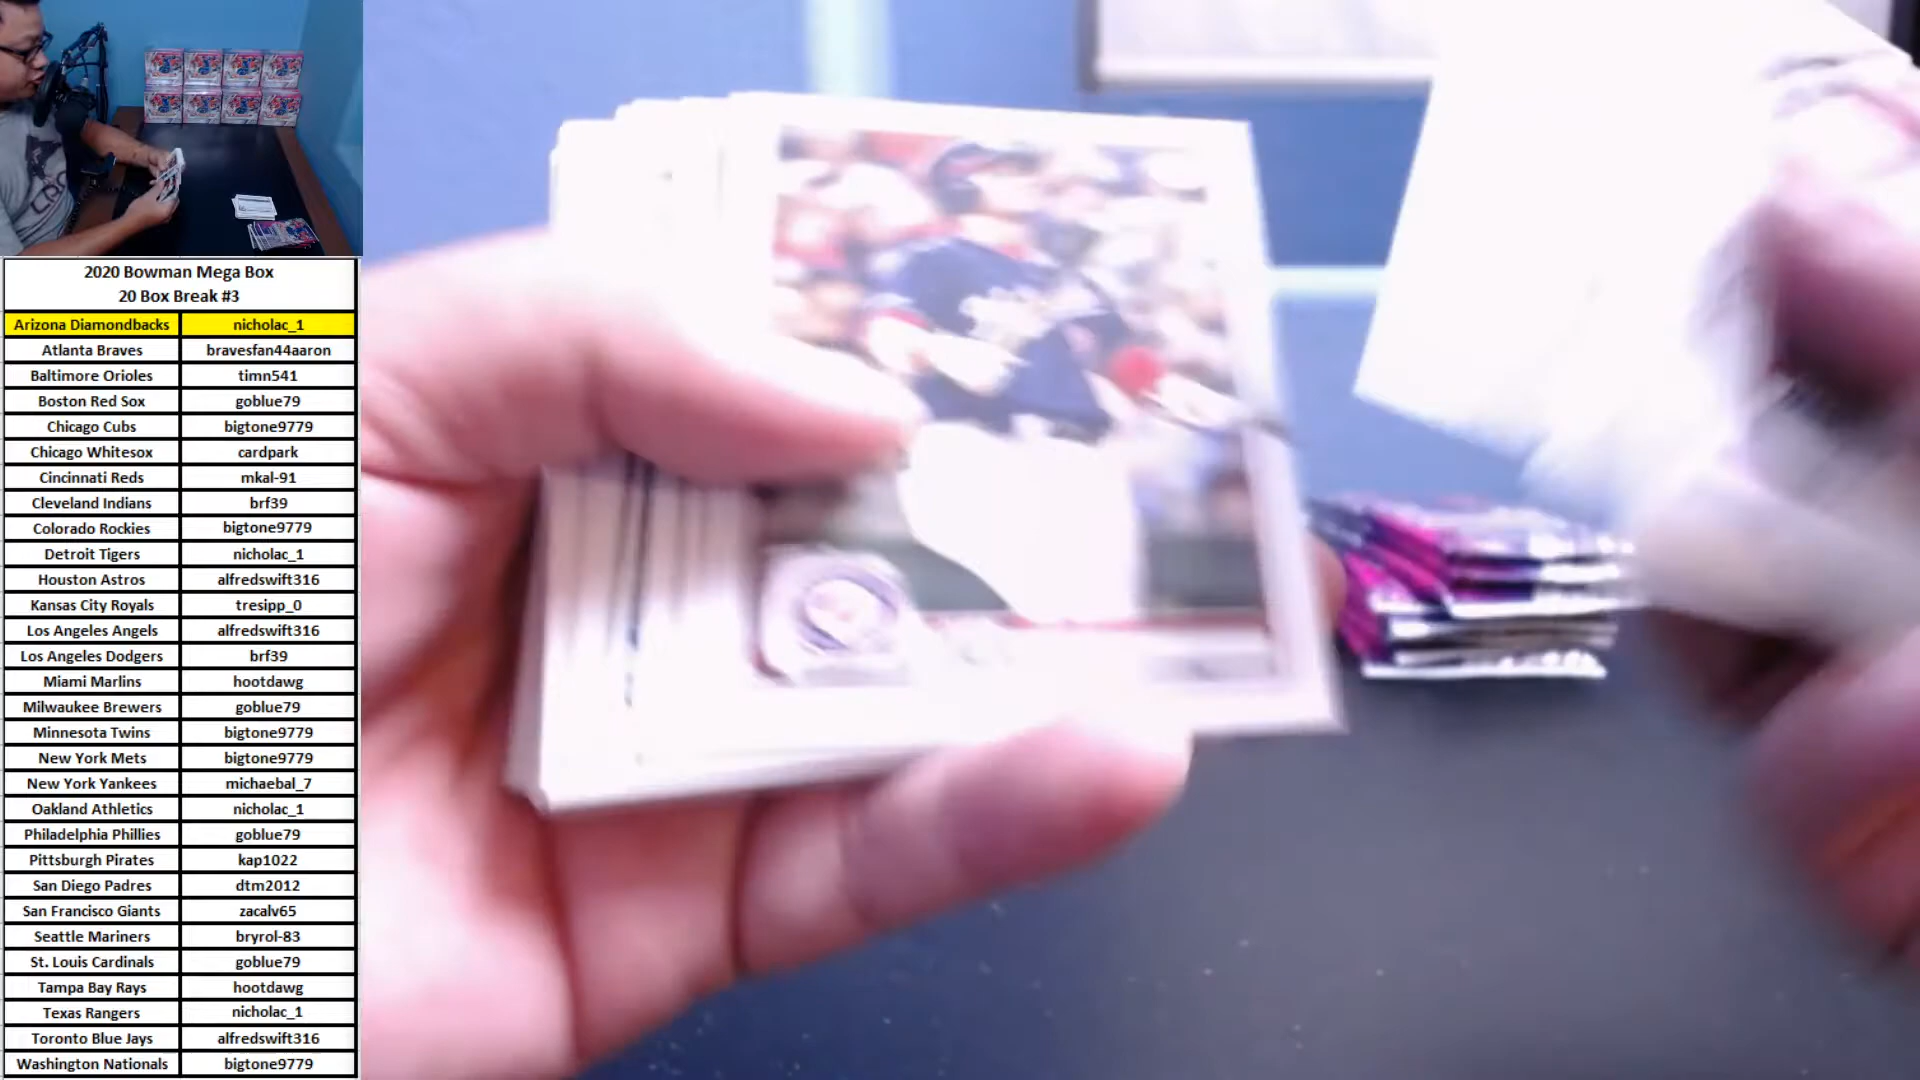 2020 Bowman Mega Box
20 Box Break #3
Arizona Diamondbacks nicholac_1
Atlanta Braves bravesfan44aaron
Baltimore Orioles timn541
Boston Red Sox goblue79
Chicago Cubs bigtone9779
Chicago Whitesox cardpark
Cincinnati Reds mkal-91
Cleveland Indians brf39
Colorado Rockies bigtone9779
Detroit Tigers nicholac_1
Houston Astros alfredswift316
Kansas City Royals tresipp_0
Los Angeles Angels alfredswift316
Los Angeles Dodgers brf39
Miami Marlins hootdawg
Milwaukee Brewers goblue79
Minnesota Twins bigtone9779
New York Mets bigtone9779
New York Yankees michaebal_7
Oakland Athletics nicholac_1
Philadelphia Phillies goblue79
Pittsburgh Pirates kap1022
San Diego Padres dtm2012
San Francisco Giants zacalv65
Seattle Mariners bryrol-83
St. Louis Cardinals goblue79
Tampa Bay Rays hootdawg
Texas Rangers nicholac_1
Toronto Blue Jays alfredswift316
Washington Nationals bigtone9779